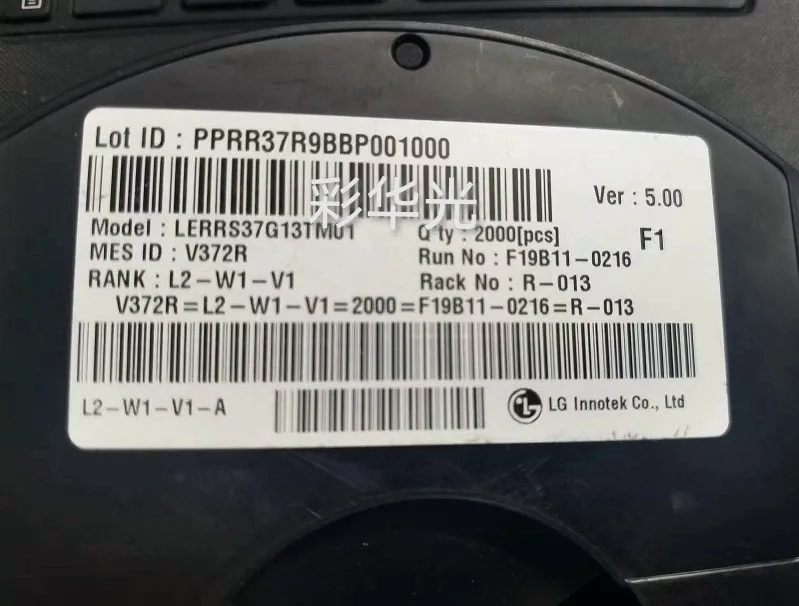 Lot ID : PPRR37R9BBP001000
彩华光
Ver : 5.00
Model : LERRS37G13TM01
Q'ty : 2000[pcs]
F1
MES ID : V372R
Run No : F19B11-0216
RANK : L2-W1-V1
Rack No : R-013
V372R=L2-W1-V1=2000=F19B11-0216=R-013
L2-W1-V1-A
LG Innotek Co., Ltd